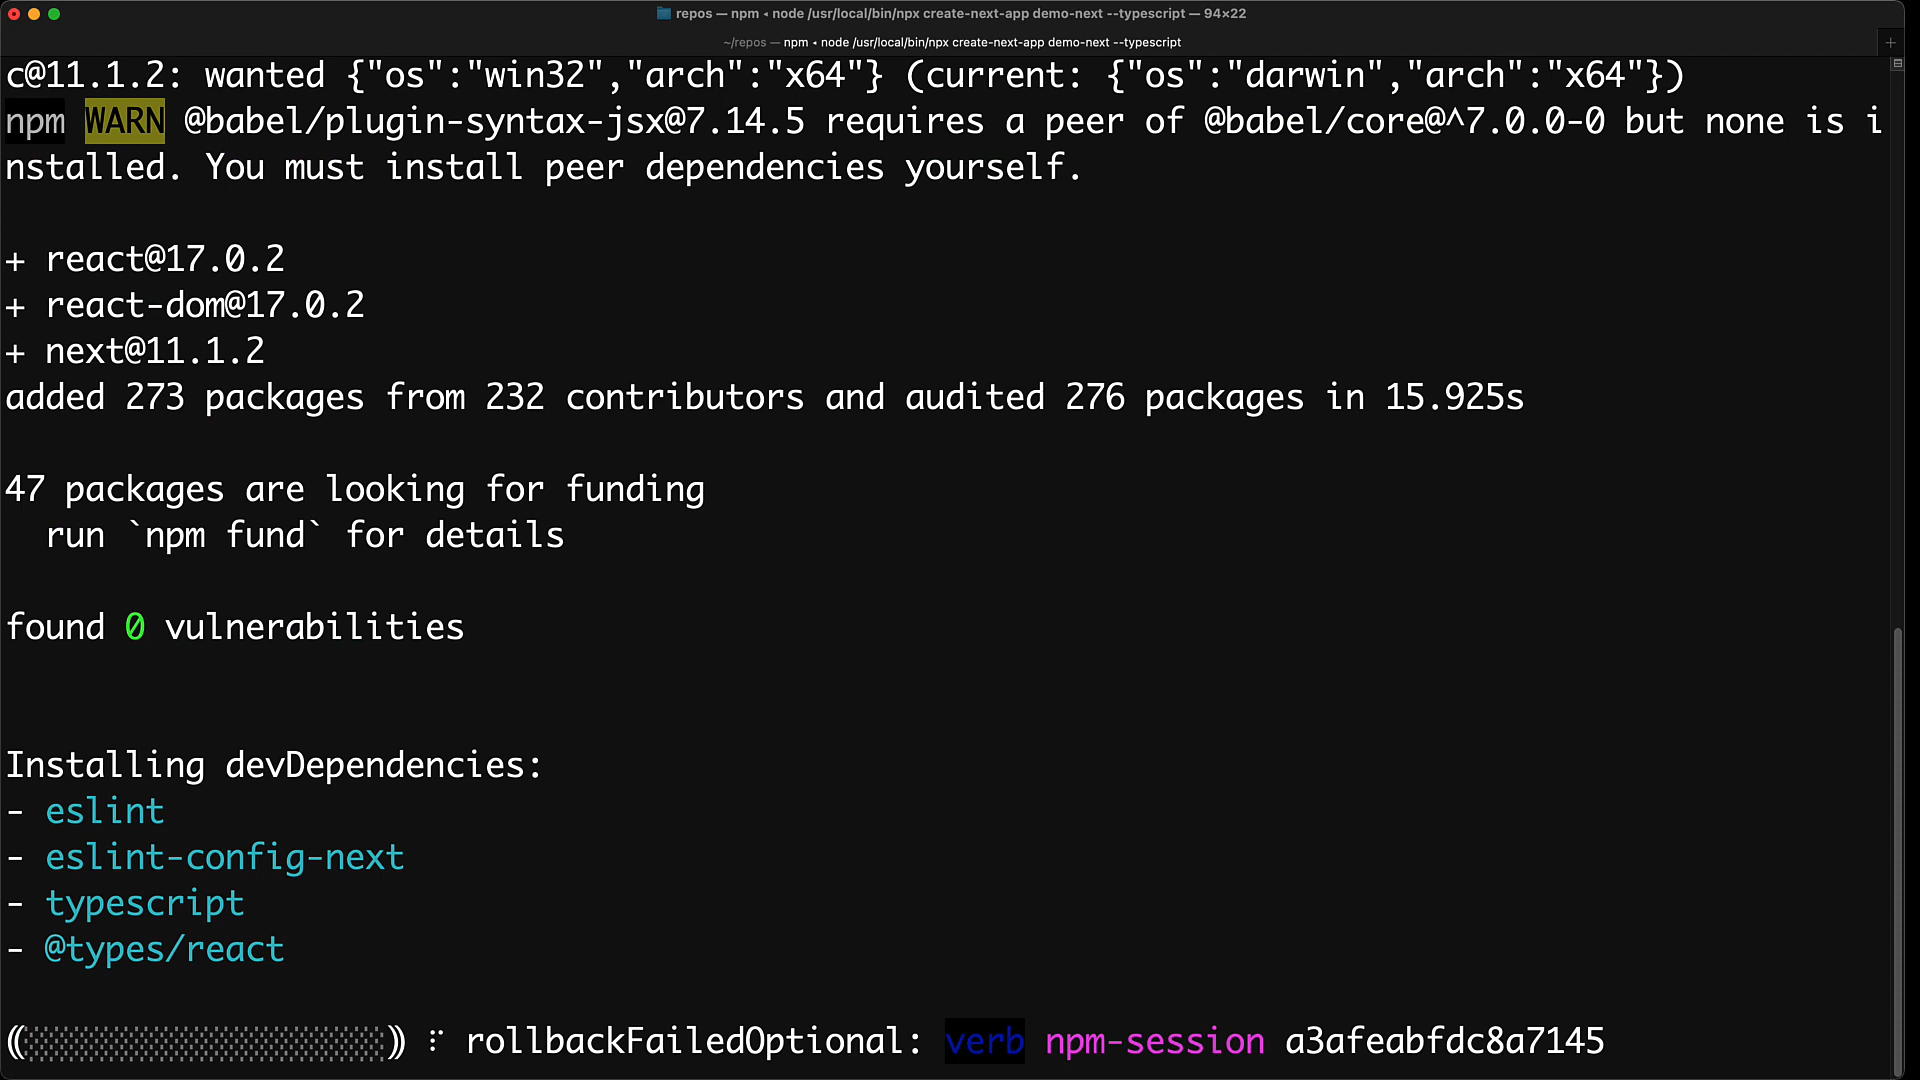 repos — npm ◂ node /usr/local/bin/npx create-next-app demo-next --typescript — 94×22
~/repos — npm ◂ node /usr/local/bin/npx create-next-app demo-next --typescript
c@11.1.2: wanted {"os":"win32","arch":"x64"} (current: {"os":"darwin","arch":"x64"})
npm WARN @babel/plugin-syntax-jsx@7.14.5 requires a peer of @babel/core@^7.0.0-0 but none is i
nstalled. You must install peer dependencies yourself.
+ react@17.0.2
+ react-dom@17.0.2
+ next@11.1.2
added 273 packages from 232 contributors and audited 276 packages in 15.925s
47 packages are looking for funding
run `npm fund` for details
found 0 vulnerabilities
Installing devDependencies:
- eslint
- eslint-config-next
- typescript
- @types/react
(░░░░░░░░░░░░░░░░░░) ⠋ rollbackFailedOptional: verb npm-session a3afeabfdc8a7145